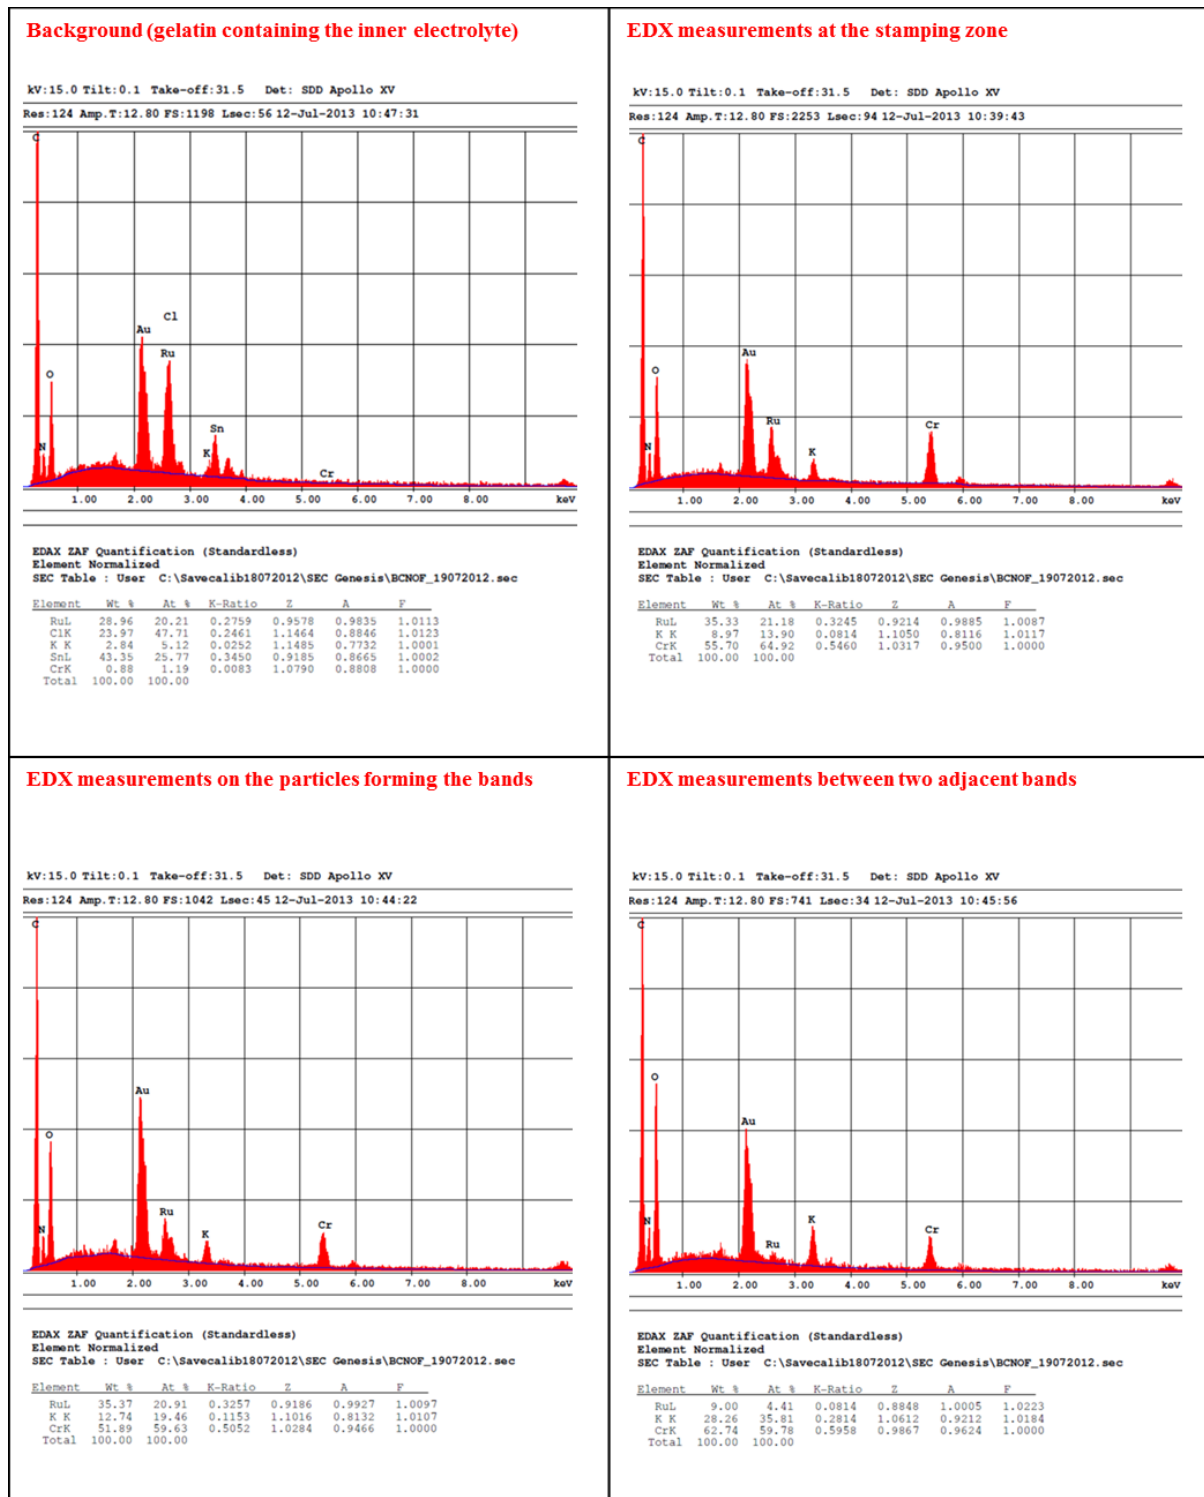 Background (gelatin containing the inner electrolyte)
kV:15.0 Tilt:0.1 Take-off:31.5 Det: SDD Apollo XV
Res:124 Amp.T:12.80 FS:1198 Lsec:56 12-Jul-2013 10:47:31
C
Cl
Au
Ru
O
Sn
N
K
Cr
1.00 2.00 3.00 4.00 5.00 6.00 7.00 8.00 keV
EDAX ZAF Quantification (Standardless)
Element Normalized
SEC Table : User C:\Savecalib18072012\SEC Genesis\BCNOF_19072012.sec
Element Wt % At % K-Ratio Z A F
RuL 28.96 20.21 0.2759 0.9578 0.9835 1.0113
ClK 23.97 47.71 0.2461 1.1464 0.8846 1.0123
K K 2.84 5.12 0.0252 1.1485 0.7732 1.0001
SnL 43.35 25.77 0.3450 0.9185 0.8665 1.0002
CrK 0.88 1.19 0.0083 1.0790 0.8808 1.0000
Total 100.00 100.00
EDX measurements at the stamping zone
kV:15.0 Tilt:0.1 Take-off:31.5 Det: SDD Apollo XV
Res:124 Amp.T:12.80 FS:2253 Lsec:94 12-Jul-2013 10:39:43
C
Au
O
Ru
Cr
N
K
1.00 2.00 3.00 4.00 5.00 6.00 7.00 8.00 keV
EDAX ZAF Quantification (Standardless)
Element Normalized
SEC Table : User C:\Savecalib18072012\SEC Genesis\BCNOF_19072012.sec
Element Wt % At % K-Ratio Z A F
RuL 35.33 21.18 0.3245 0.9214 0.9885 1.0087
K K 8.97 13.90 0.0814 1.1050 0.8116 1.0117
CrK 55.70 64.92 0.5460 1.0317 0.9500 1.0000
Total 100.00 100.00
EDX measurements on the particles forming the bands
kV:15.0 Tilt:0.1 Take-off:31.5 Det: SDD Apollo XV
Res:124 Amp.T:12.80 FS:1042 Lsec:45 12-Jul-2013 10:44:22
C
Au
O
Ru
Cr
N
K
1.00 2.00 3.00 4.00 5.00 6.00 7.00 8.00 keV
EDAX ZAF Quantification (Standardless)
Element Normalized
SEC Table : User C:\Savecalib18072012\SEC Genesis\BCNOF_19072012.sec
Element Wt % At % K-Ratio Z A F
RuL 35.37 20.91 0.3257 0.9186 0.9927 1.0097
K K 12.74 19.46 0.1153 1.1016 0.8132 1.0107
CrK 51.89 59.63 0.5052 1.0284 0.9466 1.0000
Total 100.00 100.00
EDX measurements between two adjacent bands
kV:15.0 Tilt:0.1 Take-off:31.5 Det: SDD Apollo XV
Res:124 Amp.T:12.80 FS:741 Lsec:34 12-Jul-2013 10:45:56
C
O
Au
N
K
Cr
Ru
1.00 2.00 3.00 4.00 5.00 6.00 7.00 8.00 keV
EDAX ZAF Quantification (Standardless)
Element Normalized
SEC Table : User C:\Savecalib18072012\SEC Genesis\BCNOF_19072012.sec
Element Wt % At % K-Ratio Z A F
RuL 9.00 4.41 0.0814 0.8848 1.0005 1.0223
K K 28.26 35.81 0.2814 1.0612 0.9212 1.0184
CrK 62.74 59.78 0.5958 0.9867 0.9624 1.0000
Total 100.00 100.00